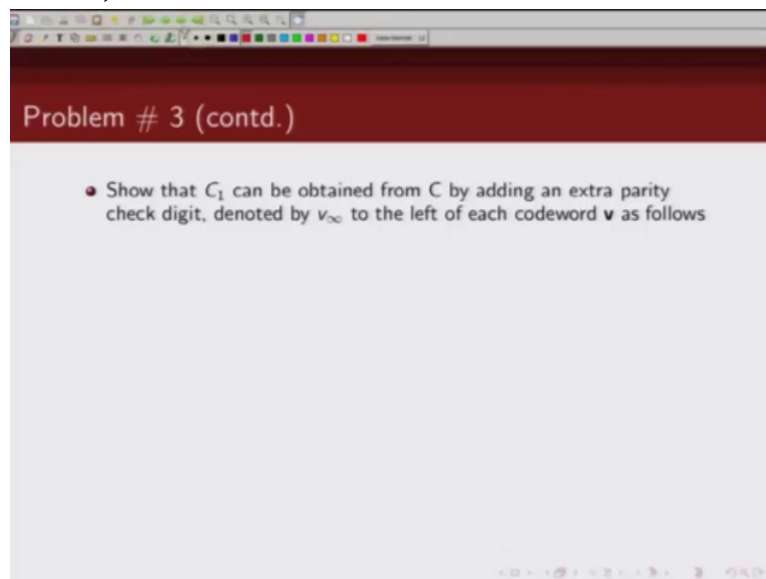 Problem # 3 (contd.)
Show that C₁ can be obtained from C by adding an extra parity
check digit, denoted by v∞ to the left of each codeword v as follows